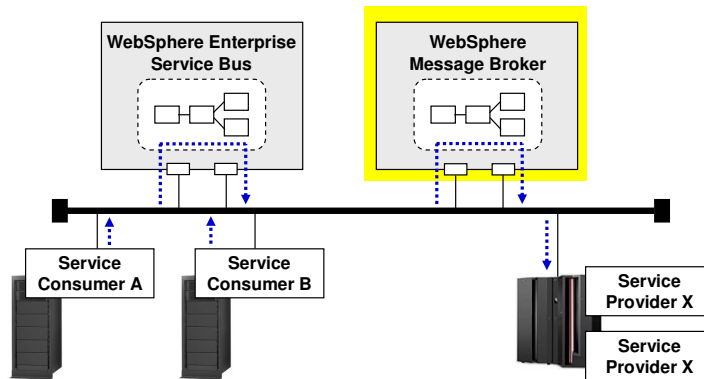 WebSphere Enterprise
Service Bus
WebSphere
Message Broker
Service
Consumer A
Service
Consumer B
Service
Provider X
Service
Provider X